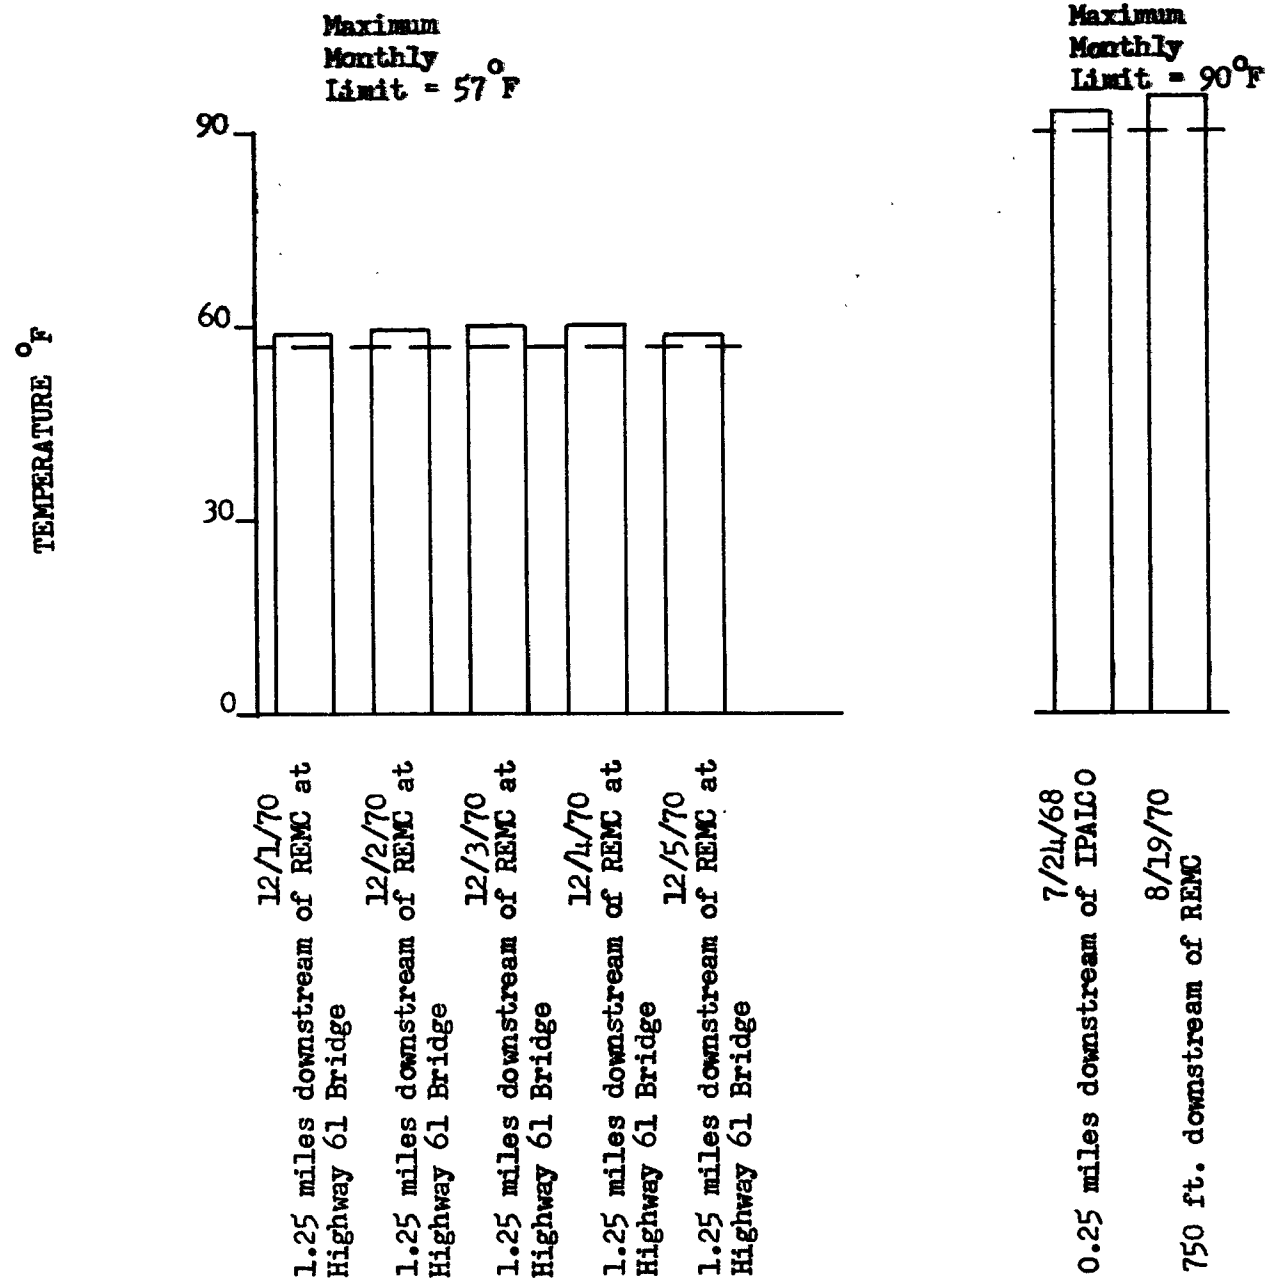 Maximum
Monthly
Limit = 57°F
Maximum
Monthly
Limit = 90°F
90
60
30
0
TEMPERATURE °F
12/1/70
1.25 miles downstream of REMC at
Highway 61 Bridge
12/2/70
1.25 miles downstream of REMC at
Highway 61 Bridge
12/3/70
1.25 miles downstream of REMC at
Highway 61 Bridge
12/4/70
1.25 miles downstream of REMC at
Highway 61 Bridge
12/5/70
1.25 miles downstream of REMC at
Highway 61 Bridge
7/24/68
0.25 miles downstream of IPALCO
8/19/70
750 ft. downstream of REMC